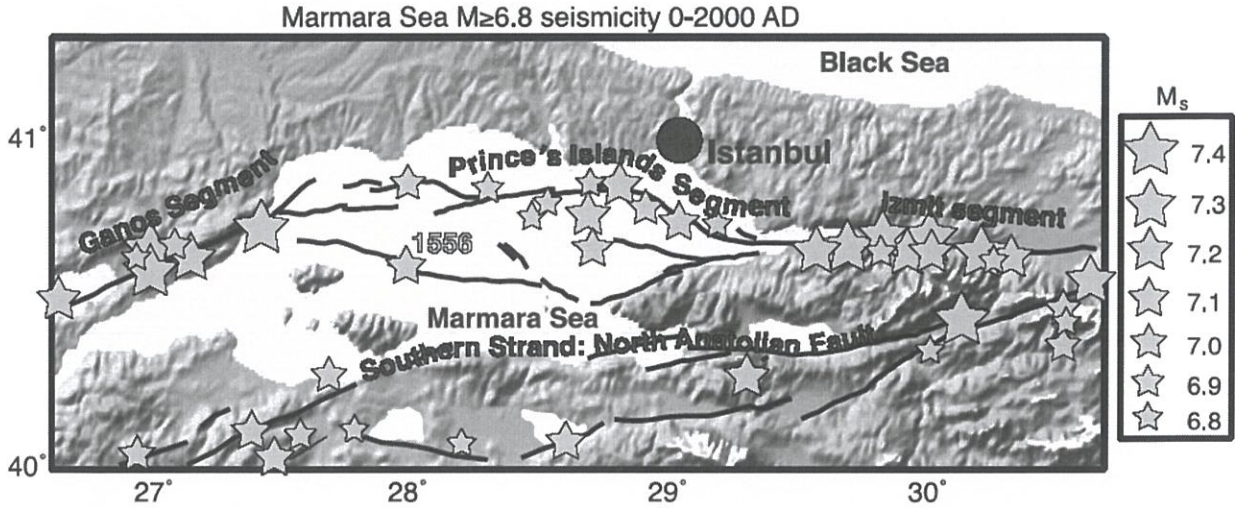 Marmara Sea M≥6.8 seismicity 0-2000 AD
Black Sea
Ms
41°
Prince's Islands Segment
Istanbul
Ganos Segment
Izmit segment
1556
Marmara Sea
Southern Strand: North Anatolian Fault
40°
27°
28°
29°
30°
7.4
7.3
7.2
7.1
7.0
6.9
6.8